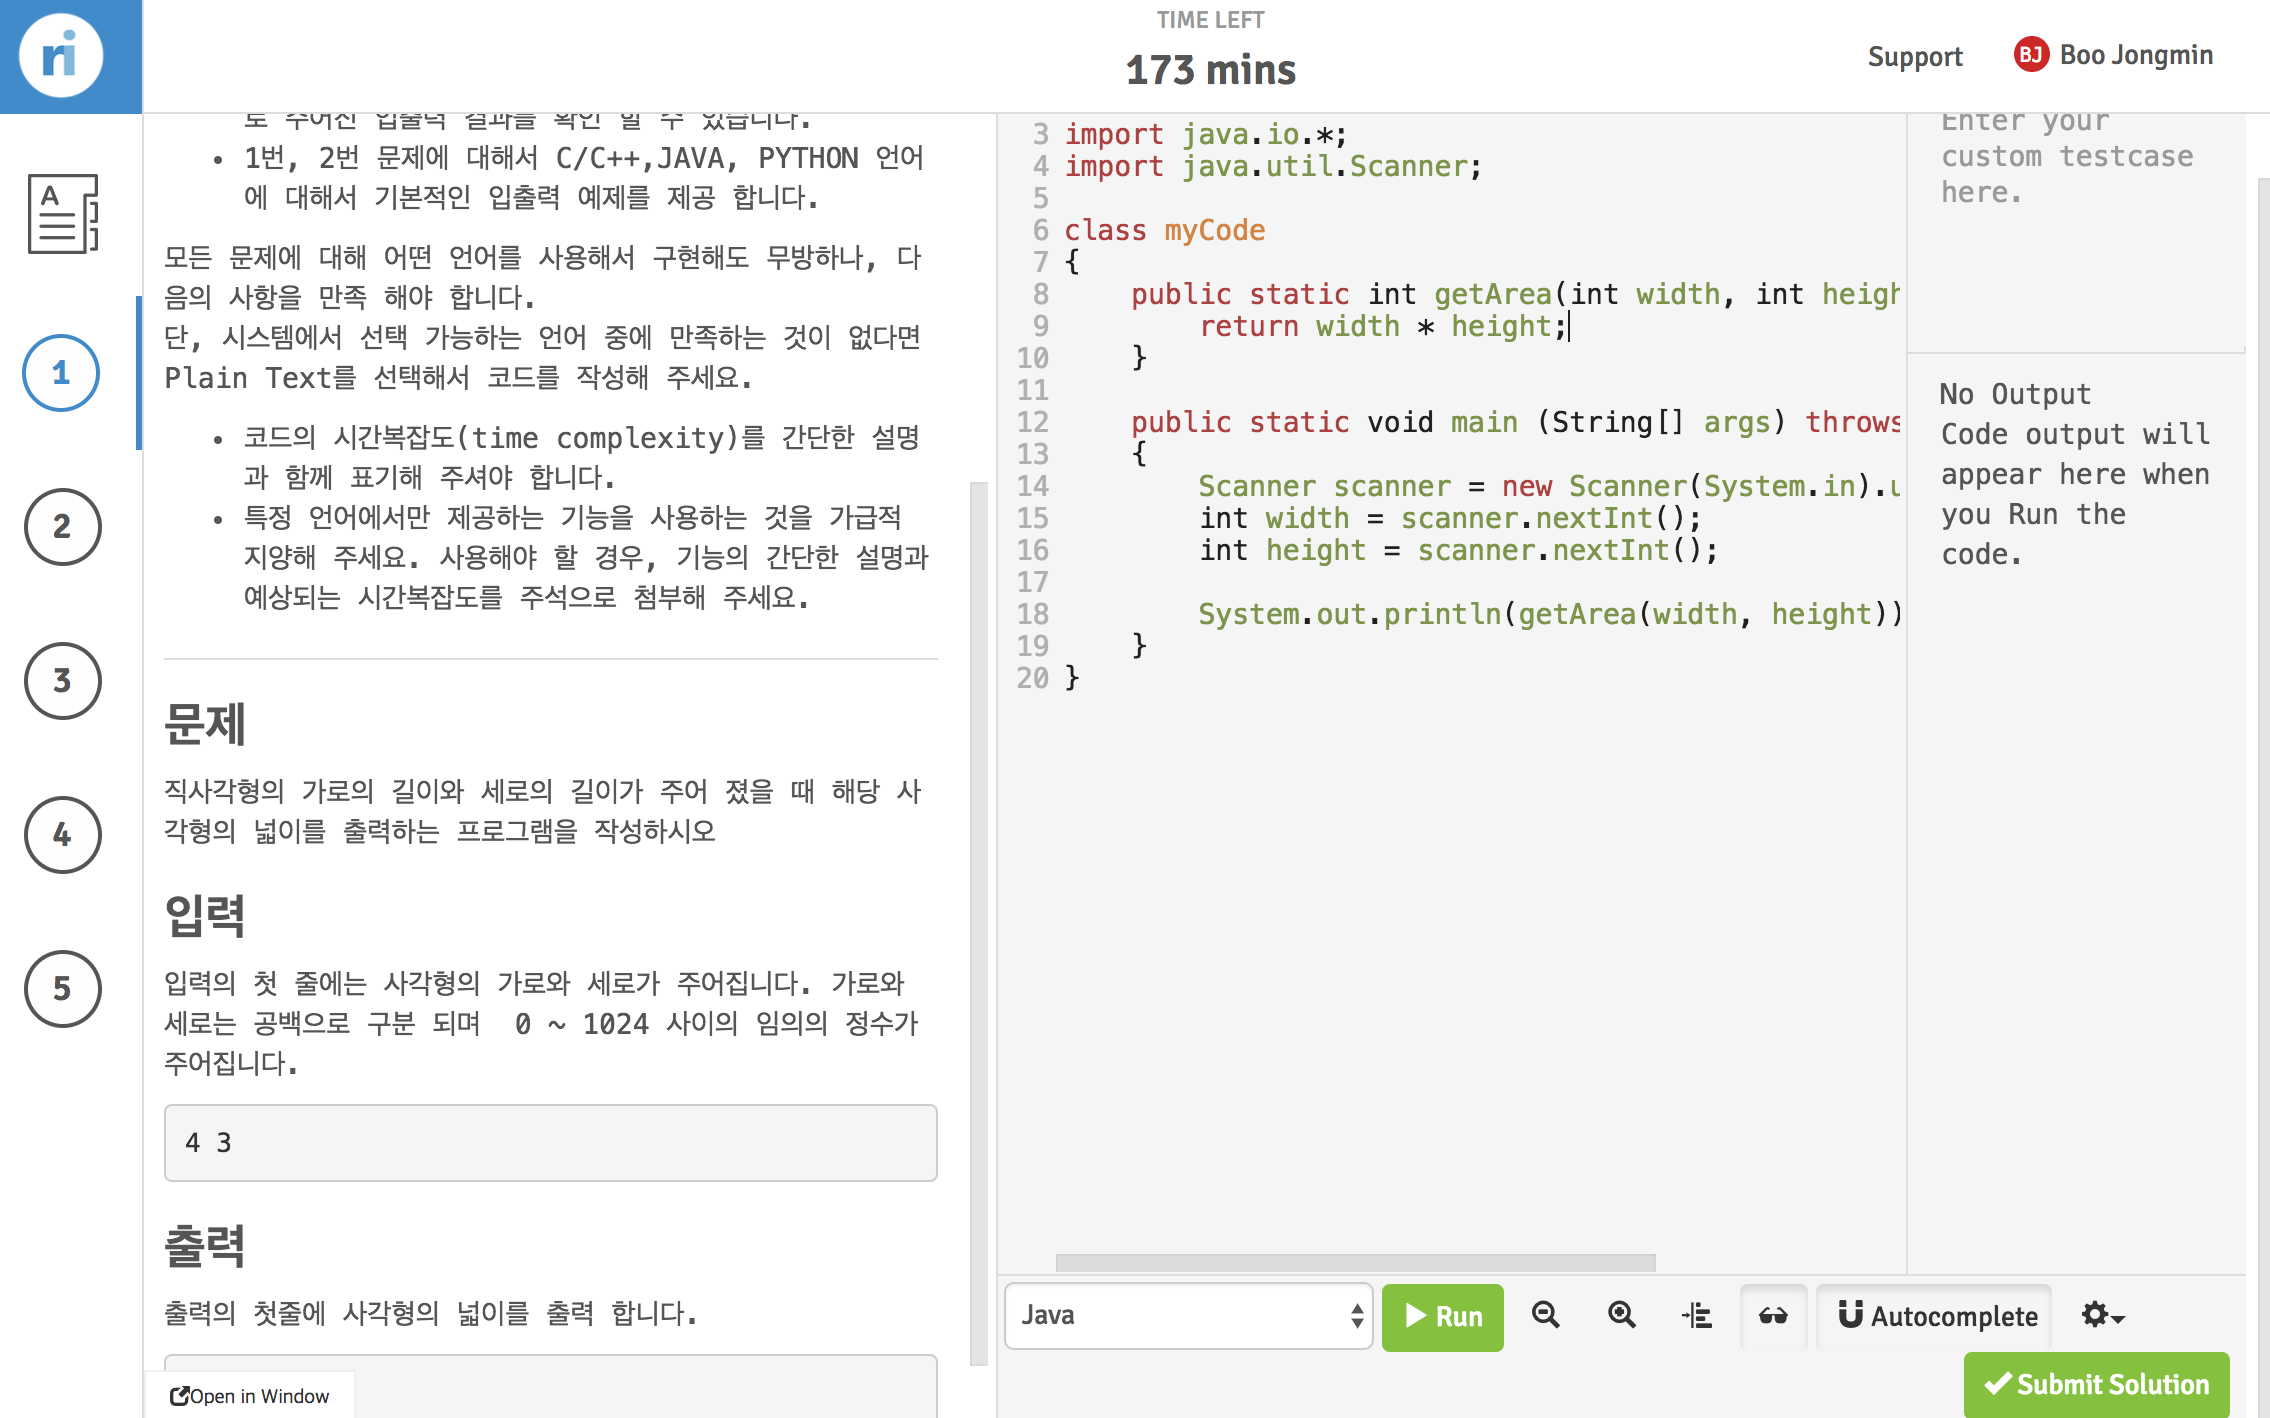 ri
TIME LEFT
173 mins
Support
BJ
Boo Jongmin
A
1
2
3
4
5
로 주어진 입출력 결과를 확인 할 수 있습니다.
• 1번, 2번 문제에 대해서 C/C++,JAVA, PYTHON 언어
에 대해서 기본적인 입출력 예제를 제공 합니다.
모든 문제에 대해 어떤 언어를 사용해서 구현해도 무방하나, 다
음의 사항을 만족 해야 합니다.
단, 시스템에서 선택 가능하는 언어 중에 만족하는 것이 없다면
Plain Text를 선택해서 코드를 작성해 주세요.
• 코드의 시간복잡도(time complexity)를 간단한 설명
과 함께 표기해 주셔야 합니다.
• 특정 언어에서만 제공하는 기능을 사용하는 것을 가급적
지양해 주세요. 사용해야 할 경우, 기능의 간단한 설명과
예상되는 시간복잡도를 주석으로 첨부해 주세요.
문제
직사각형의 가로의 길이와 세로의 길이가 주어 졌을 때 해당 사
각형의 넓이를 출력하는 프로그램을 작성하시오
입력
입력의 첫 줄에는 사각형의 가로와 세로가 주어집니다. 가로와
세로는 공백으로 구분 되며  0 ~ 1024 사이의 임의의 정수가
주어집니다.
4 3
출력
출력의 첫줄에 사각형의 넓이를 출력 합니다.
Open in Window
3 import java.io.*;
4 import java.util.Scanner;
5
6 class myCode
7 {
8     public static int getArea(int width, int heigh
9         return width * height;
10     }
11
12     public static void main (String[] args) throws
13     {
14         Scanner scanner = new Scanner(System.in).u
15         int width = scanner.nextInt();
16         int height = scanner.nextInt();
17
18         System.out.println(getArea(width, height))
19     }
20 }
Enter your
custom testcase
here.
No Output
Code output will
appear here when
you Run the
code.
Java
Run
Autocomplete
Submit Solution